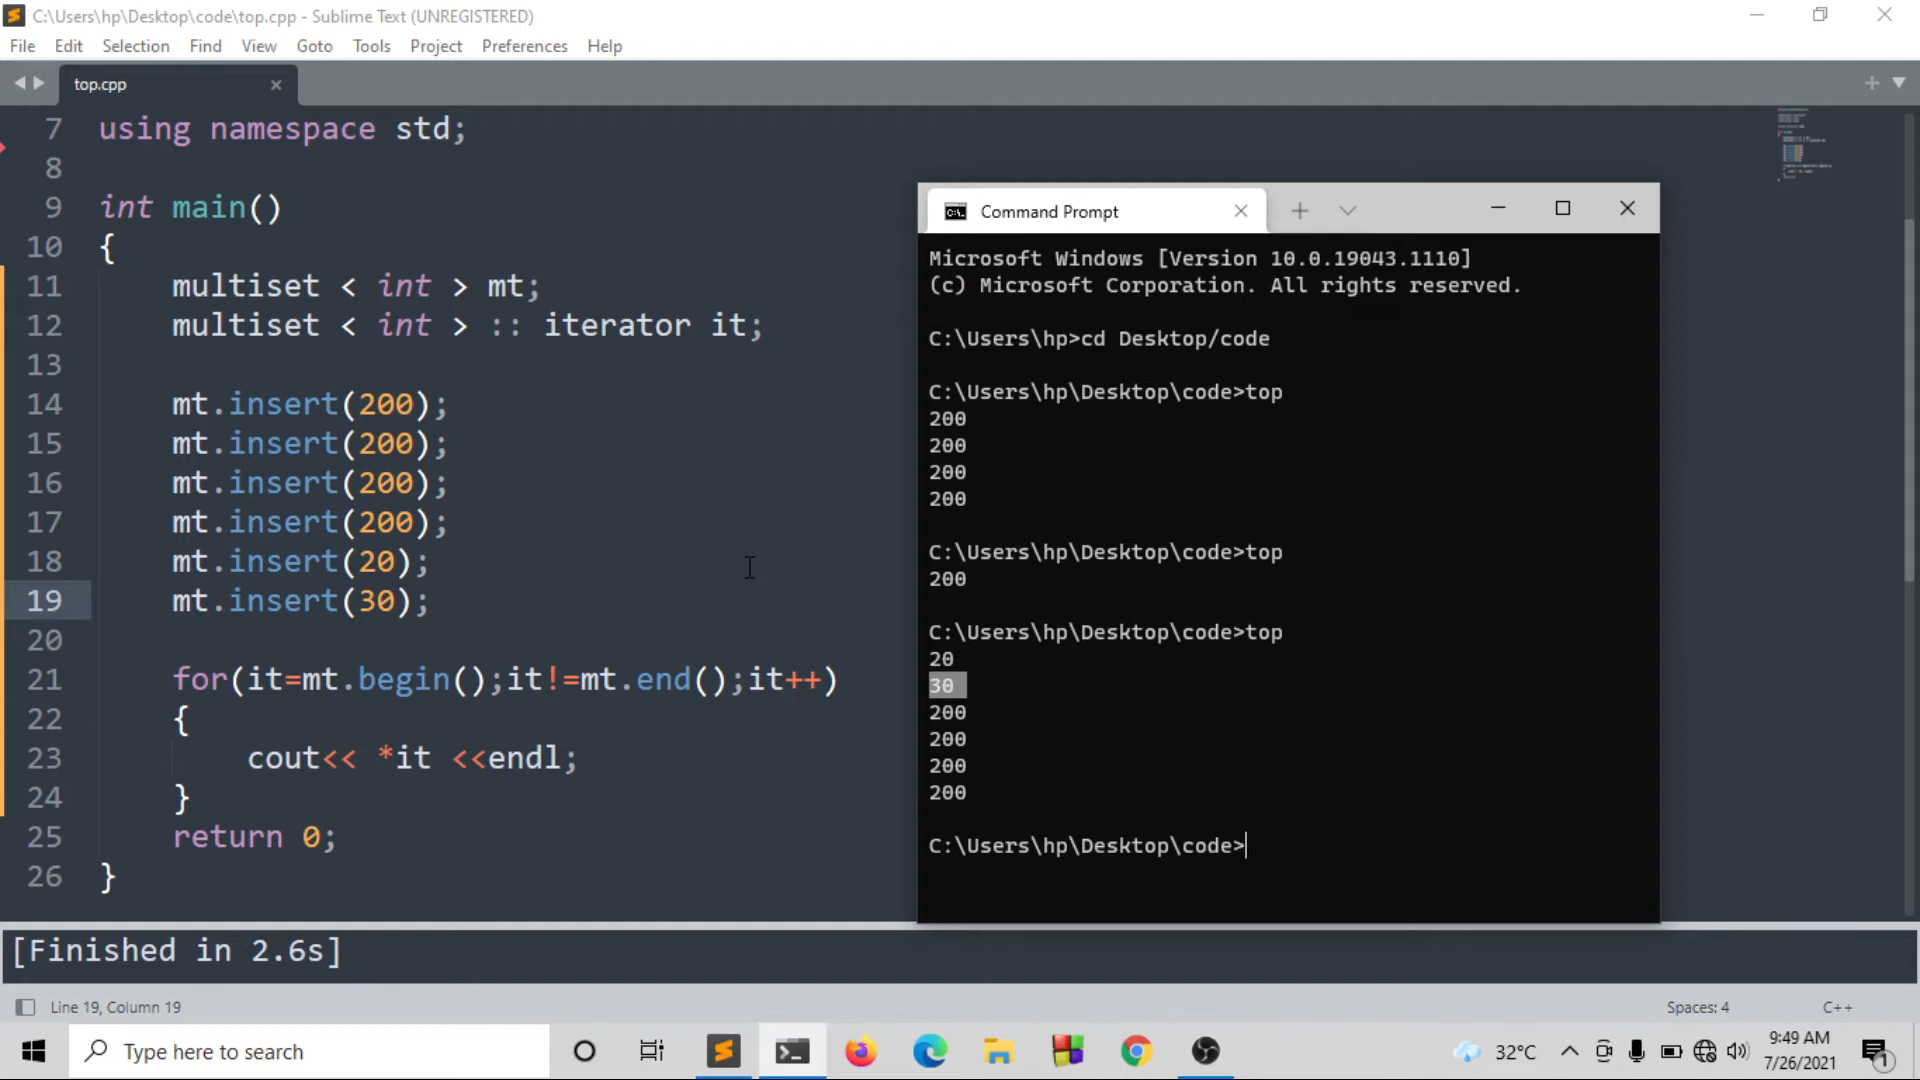 C:\Users\hp\Desktop\code\top.cpp - Sublime Text (UNREGISTERED)
File Edit Selection Find View Goto Tools Project Preferences Help
top.cpp
7 using namespace std;
8
9 int main()
10 {
11 multiset < int > mt;
12 multiset < int > :: iterator it;
13
14 mt.insert(200);
15 mt.insert(200);
16 mt.insert(200);
17 mt.insert(200);
18 mt.insert(20);
19 mt.insert(30);
20
21 for(it=mt.begin();it!=mt.end();it++)
22 {
23 cout<< *it <<endl;
24 }
25 return 0;
26 }
Command Prompt
Microsoft Windows [Version 10.0.19043.1110]
(c) Microsoft Corporation. All rights reserved.
C:\Users\hp>cd Desktop/code
C:\Users\hp\Desktop\code>top
200
200
200
200
C:\Users\hp\Desktop\code>top
200
C:\Users\hp\Desktop\code>top
20
30
200
200
200
200
C:\Users\hp\Desktop\code>
[Finished in 2.6s]
Line 19, Column 19
Spaces: 4
C++
Type here to search
32°C
9:49 AM
7/26/2021
1